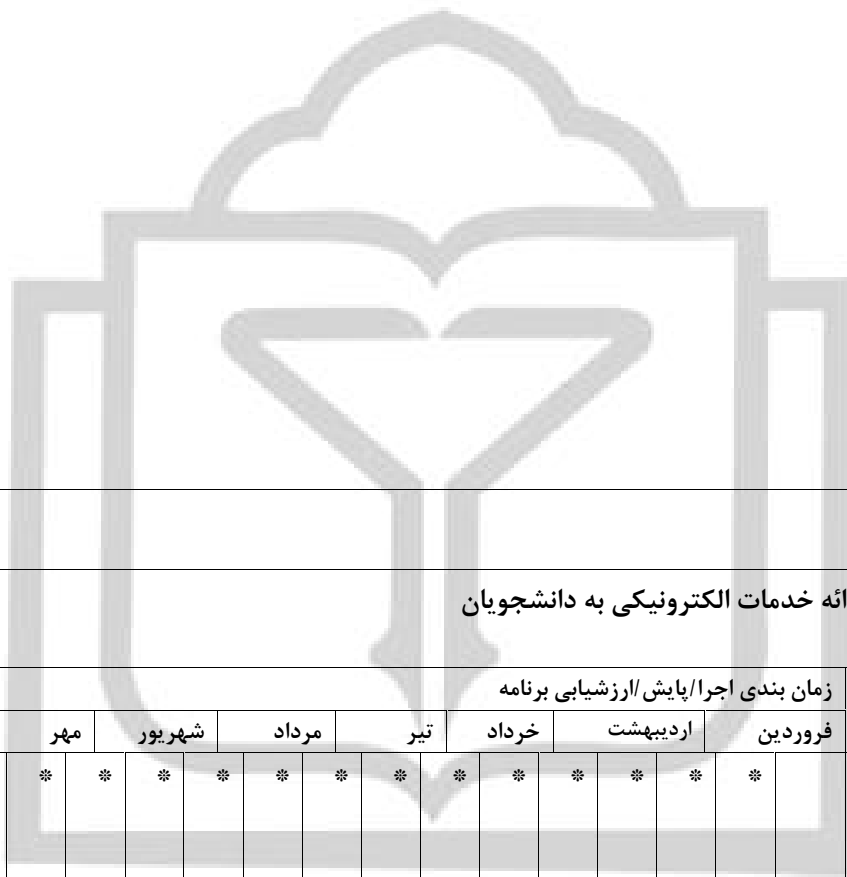 ائه خدمات الکترونیکی به دانشجویان
زمان بندی اجرا/پایش/ارزشیابی برنامه
فروردین اردیبهشت خرداد تیر مرداد شهریور مهر
* * * * * * * * * * * * *